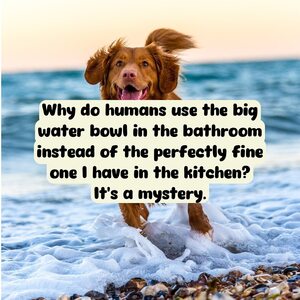 Why do humans use the big
water bowl in the bathroom
instead of the perfectly fine
one I have in the kitchen?
It's a mystery.